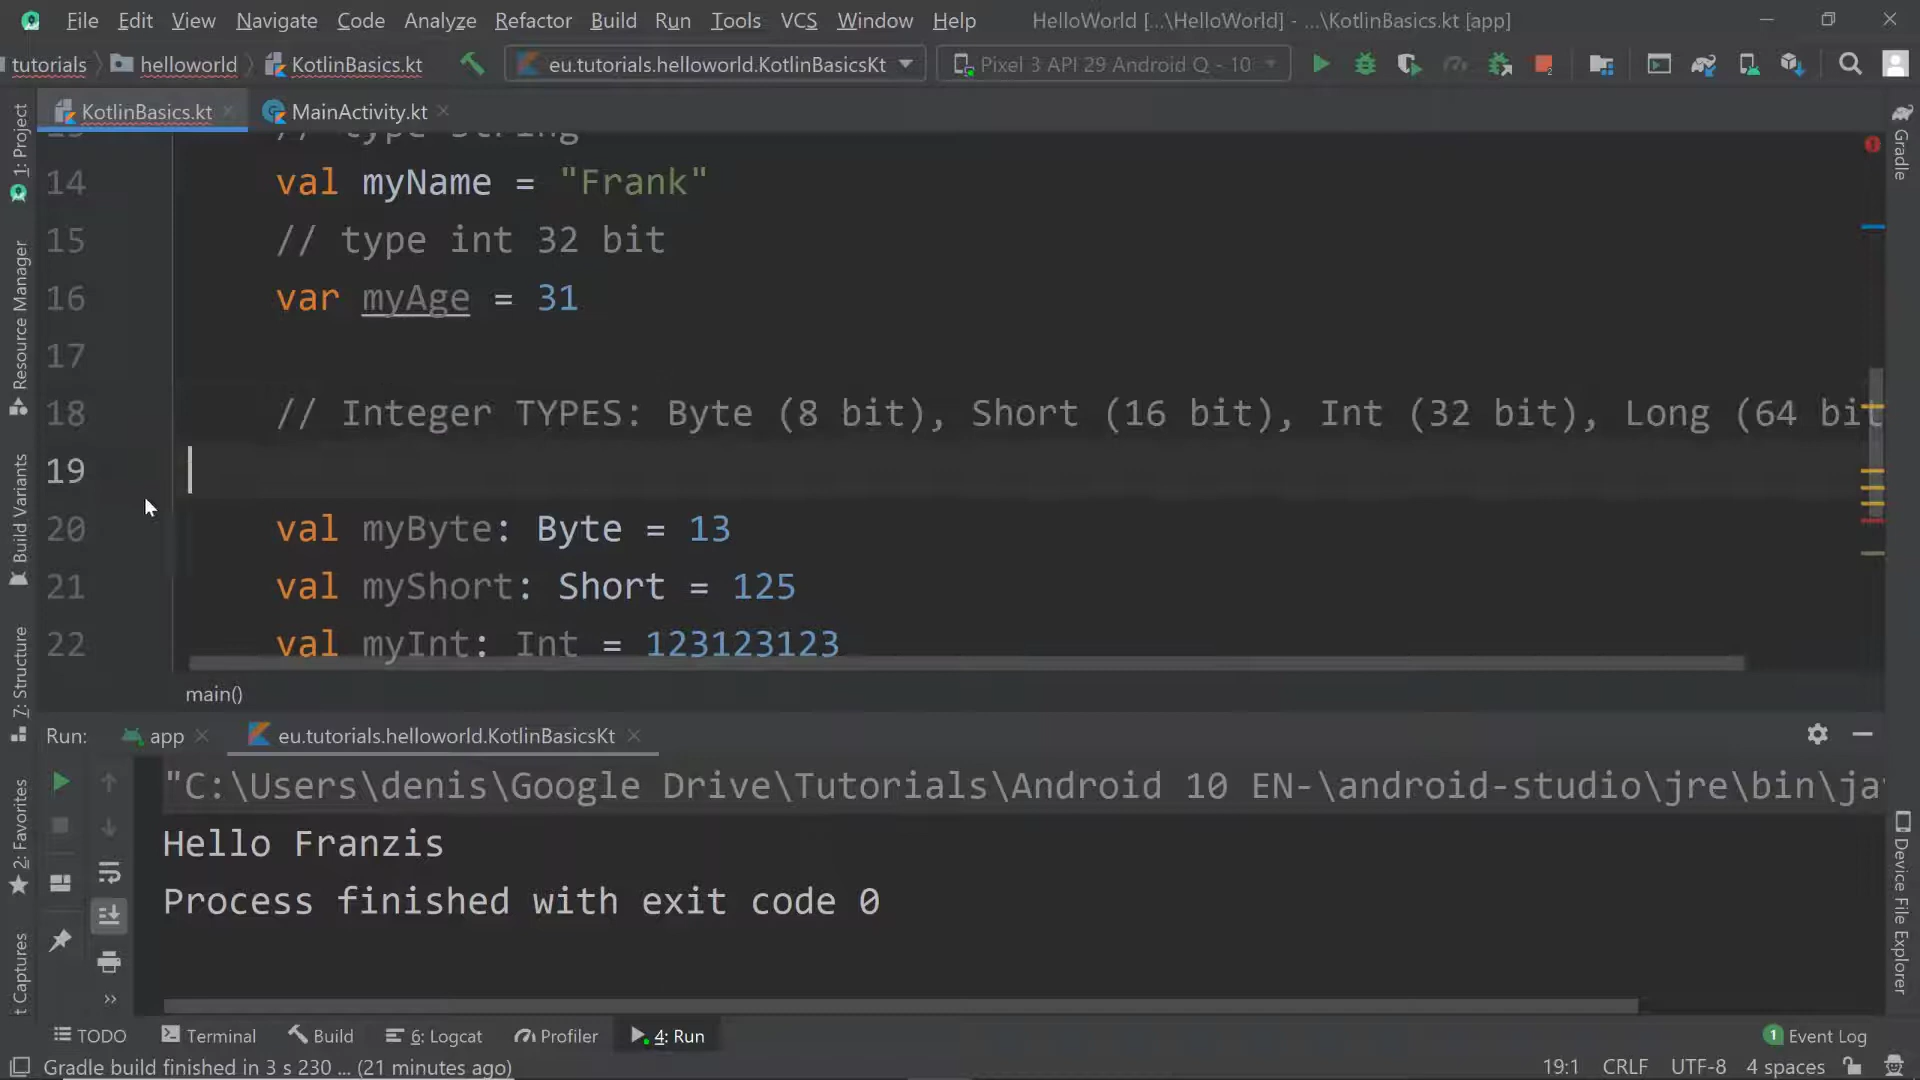 File Edit View Navigate Code Analyze Refactor Build Run Tools VCS Window Help HelloWorld [...\HelloWorld] - ...\KotlinBasics.kt [app]
tutorials helloworld KotlinBasics.kt eu.tutorials.helloworld.KotlinBasicsKt Pixel 3 API 29 Android Q - 10
KotlinBasics.kt MainActivity.kt
// type String
14 val myName = "Frank"
15 // type int 32 bit
16 var myAge = 31
17
18 // Integer TYPES: Byte (8 bit), Short (16 bit), Int (32 bit), Long (64 bit
19
20 val myByte: Byte = 13
21 val myShort: Short = 125
22 val myInt: Int = 123123123
main()
Run: app eu.tutorials.helloworld.KotlinBasicsKt
"C:\Users\denis\Google Drive\Tutorials\Android 10 EN-\android-studio\jre\bin\ja
Hello Franzis
Process finished with exit code 0
1: Project
Resource Manager
Build Variants
7: Structure
2: Favorites
t Captures
Gradle
Device File Explorer
TODO Terminal Build 6: Logcat Profiler 4: Run 1 Event Log
Gradle build finished in 3 s 230 ... (21 minutes ago) 19:1 CRLF UTF-8 4 spaces